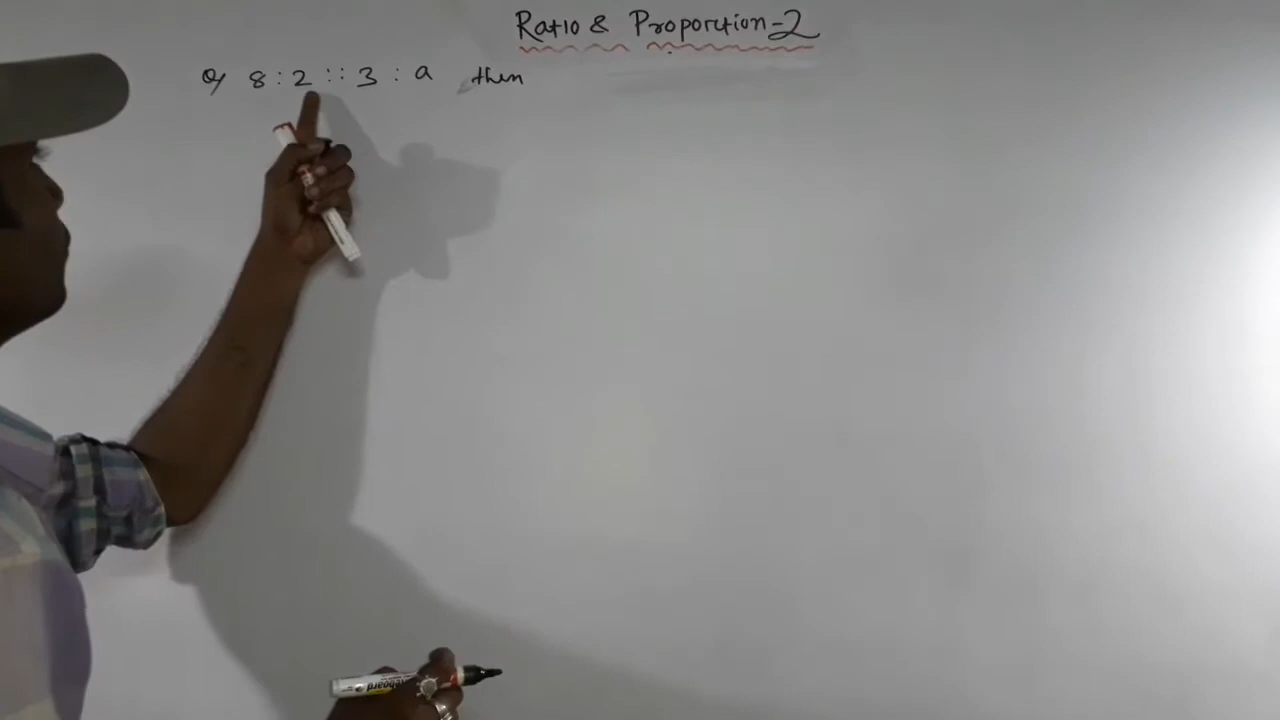 Ratio & Proportion-2
Q/ 8 : 2 :: 3 : a then